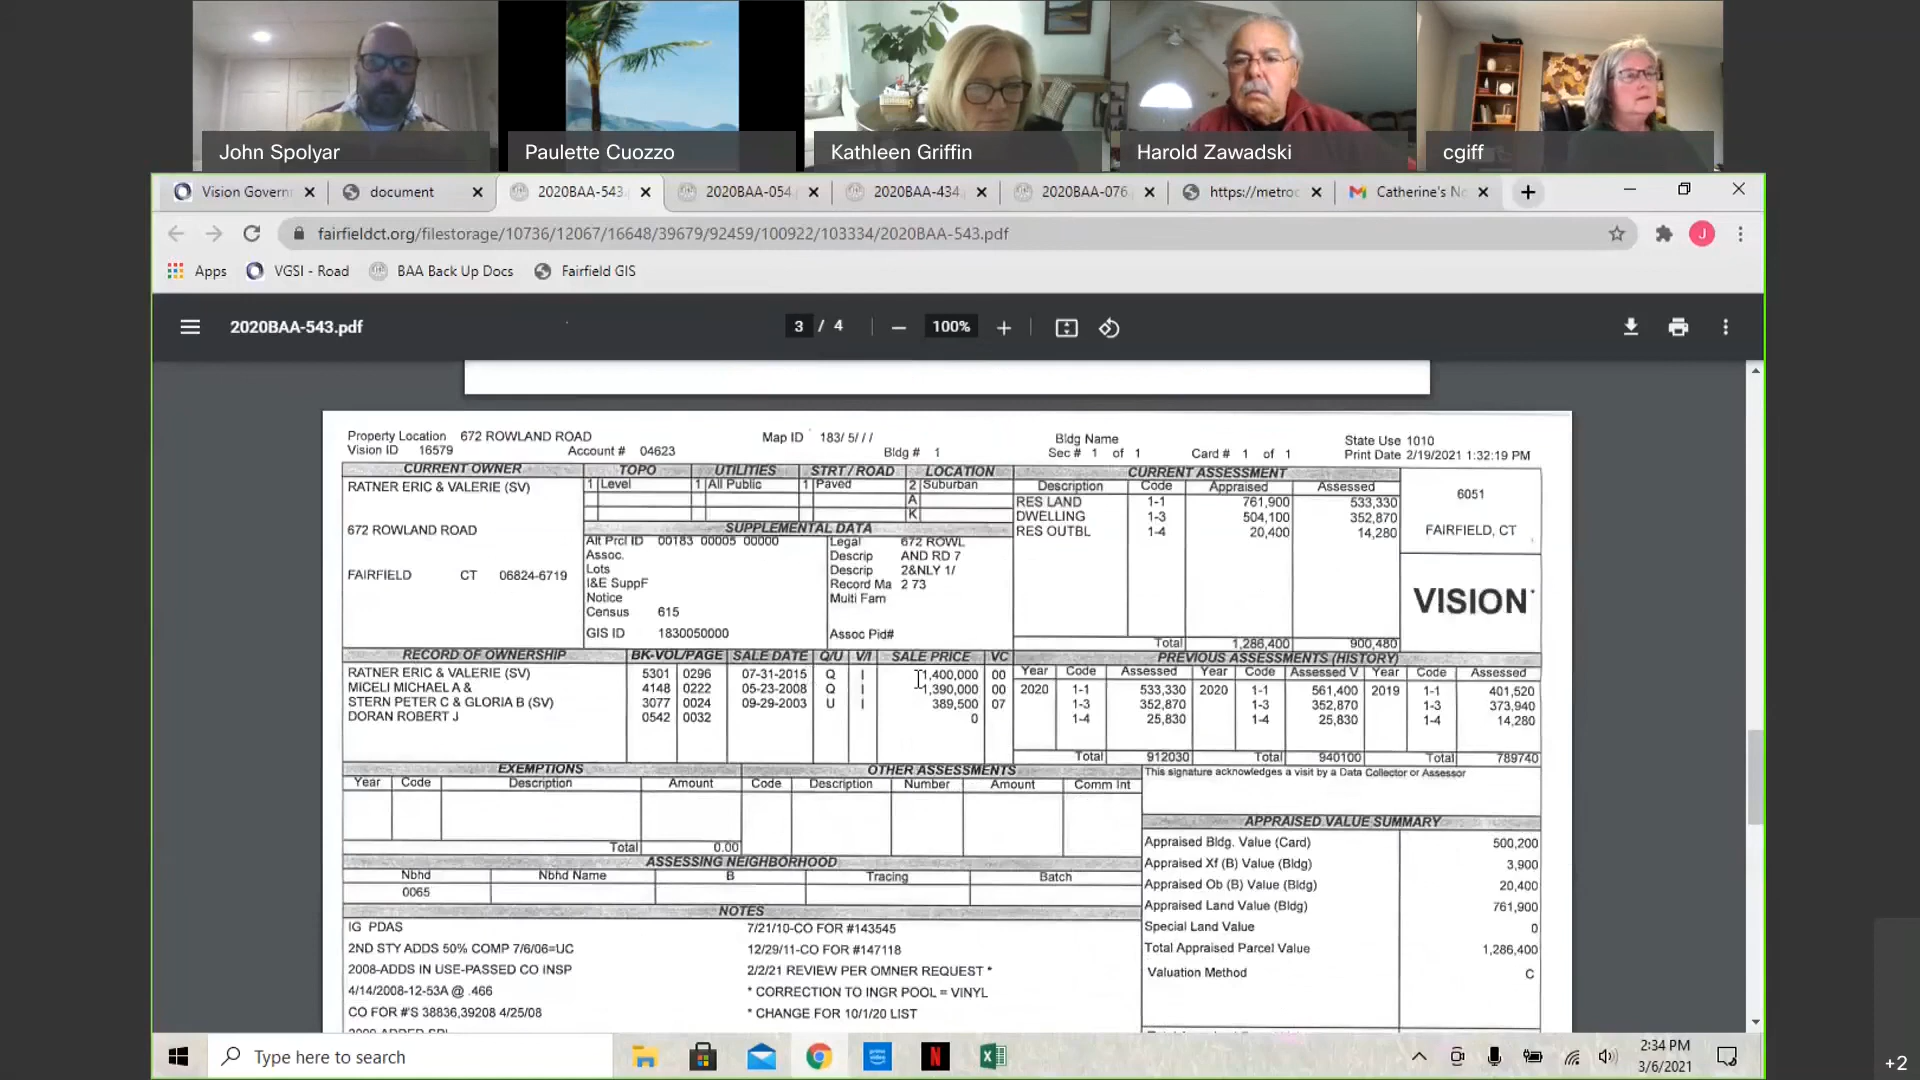 John Spolyar
Paulette Cuozzo
Kathleen Griffin
Harold Zawadski
cgiff
Vision Govern
document
2020BAA-543.
2020BAA-054.
2020BAA-434.
2020BAA-076
https://metroc
Catherine's No
fairfieldct.org/filestorage/10736/12067/16648/39679/92459/100922/103334/2020BAA-543.pdf
J
Apps
VGSI - Road
BAA Back Up Docs
Fairfield GIS
2020BAA-543.pdf
3 / 4
100%
Property Location 672 ROWLAND ROAD Map ID 183/ 5/ / / Bldg Name State Use 1010
Vision ID 16579 Account # 04623 Bldg # 1 Sec # 1 of 1 Card # 1 of 1 Print Date 2/19/2021 1:32:19 PM
CURRENT OWNER TOPO UTILITIES STRT / ROAD LOCATION CURRENT ASSESSMENT
RATNER ERIC & VALERIE (SV) 1 Level 1 All Public 1 Paved 2 Suburban Description Code Appraised Assessed
A RES LAND 1-1 761,900 533,330
K DWELLING 1-3 504,100 352,870
RES OUTBL 1-4 20,400 14,280
6051
FAIRFIELD, CT
VISION
672 ROWLAND ROAD
FAIRFIELD CT 06824-6719
SUPPLEMENTAL DATA
Alt Prcl ID 00183 00005 00000 Legal 672 ROWL
Assoc. Descrip AND RD 7
Lots Descrip 2&NLY 1/
I&E SuppF Record Ma 2 73
Notice Multi Fam
Census 615
GIS ID 1830050000 Assoc Pid#
Total 1,286,400 900,480
RECORD OF OWNERSHIP BK-VOL/PAGE SALE DATE Q/U V/I SALE PRICE VC PREVIOUS ASSESSMENTS (HISTORY)
RATNER ERIC & VALERIE (SV) 5301 0296 07-31-2015 Q I 1,400,000 00
MICELI MICHAEL A & 4148 0222 05-23-2008 Q I 1,390,000 00
STERN PETER C & GLORIA B (SV) 3077 0024 09-29-2003 U I 389,500 07
DORAN ROBERT J 0542 0032 0
Year Code Assessed Year Code Assessed V Year Code Assessed
2020 1-1 533,330 2020 1-1 561,400 2019 1-1 401,520
1-3 352,870 1-3 352,870 1-3 373,940
1-4 25,830 1-4 25,830 1-4 14,280
Total 912030 Total 940100 Total 789740
EXEMPTIONS OTHER ASSESSMENTS
Year Code Description Amount Code Description Number Amount Comm Int
Total 0.00
This signature acknowledges a visit by a Data Collector or Assessor
ASSESSING NEIGHBORHOOD
Nbhd Nbhd Name B Tracing Batch
0065
APPRAISED VALUE SUMMARY
Appraised Bldg. Value (Card) 500,200
Appraised Xf (B) Value (Bldg) 3,900
Appraised Ob (B) Value (Bldg) 20,400
Appraised Land Value (Bldg) 761,900
Special Land Value 0
Total Appraised Parcel Value 1,286,400
Valuation Method C
NOTES
IG PDAS 7/21/10-CO FOR #143545
2ND STY ADDS 50% COMP 7/6/06=UC 12/29/11-CO FOR #147118
2008-ADDS IN USE-PASSED CO INSP 2/2/21 REVIEW PER OMNER REQUEST *
4/14/2008-12-53A @ .466 * CORRECTION TO INGR POOL = VINYL
CO FOR #'S 38836,39208 4/25/08 * CHANGE FOR 10/1/20 LIST
Type here to search
2:34 PM
3/6/2021
+2